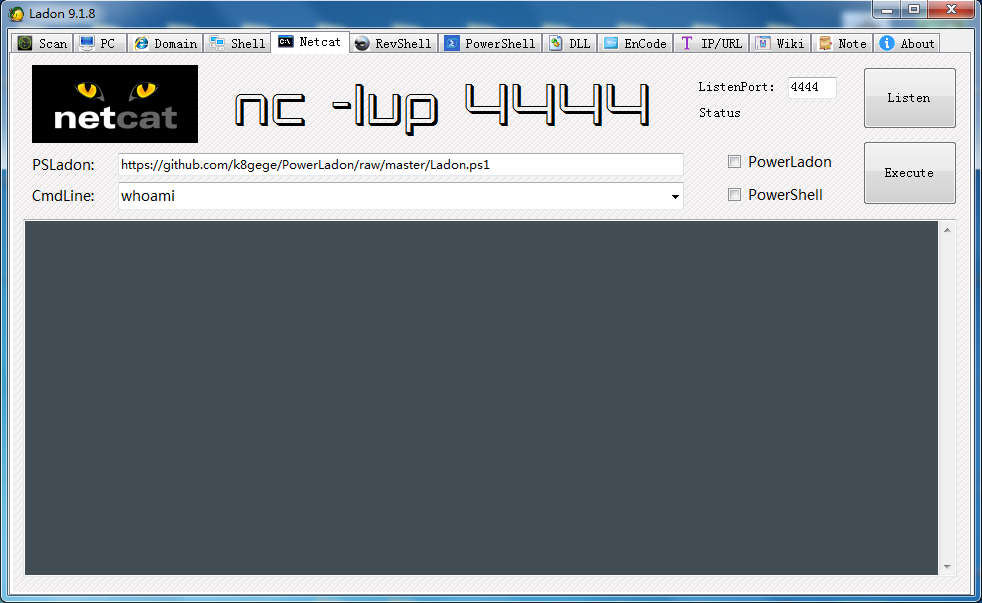 Ladon 9.1.8
Scan PC Domain Shell Netcat RevShell PowerShell DLL EnCode IP/URL Wiki Note About
netcat
nc -lup 4444
ListenPort: 4444
Listen
Status
PSLadon: https://github.com/k8gege/PowerLadon/raw/master/Ladon.ps1
PowerLadon
Execute
CmdLine: whoami
PowerShell